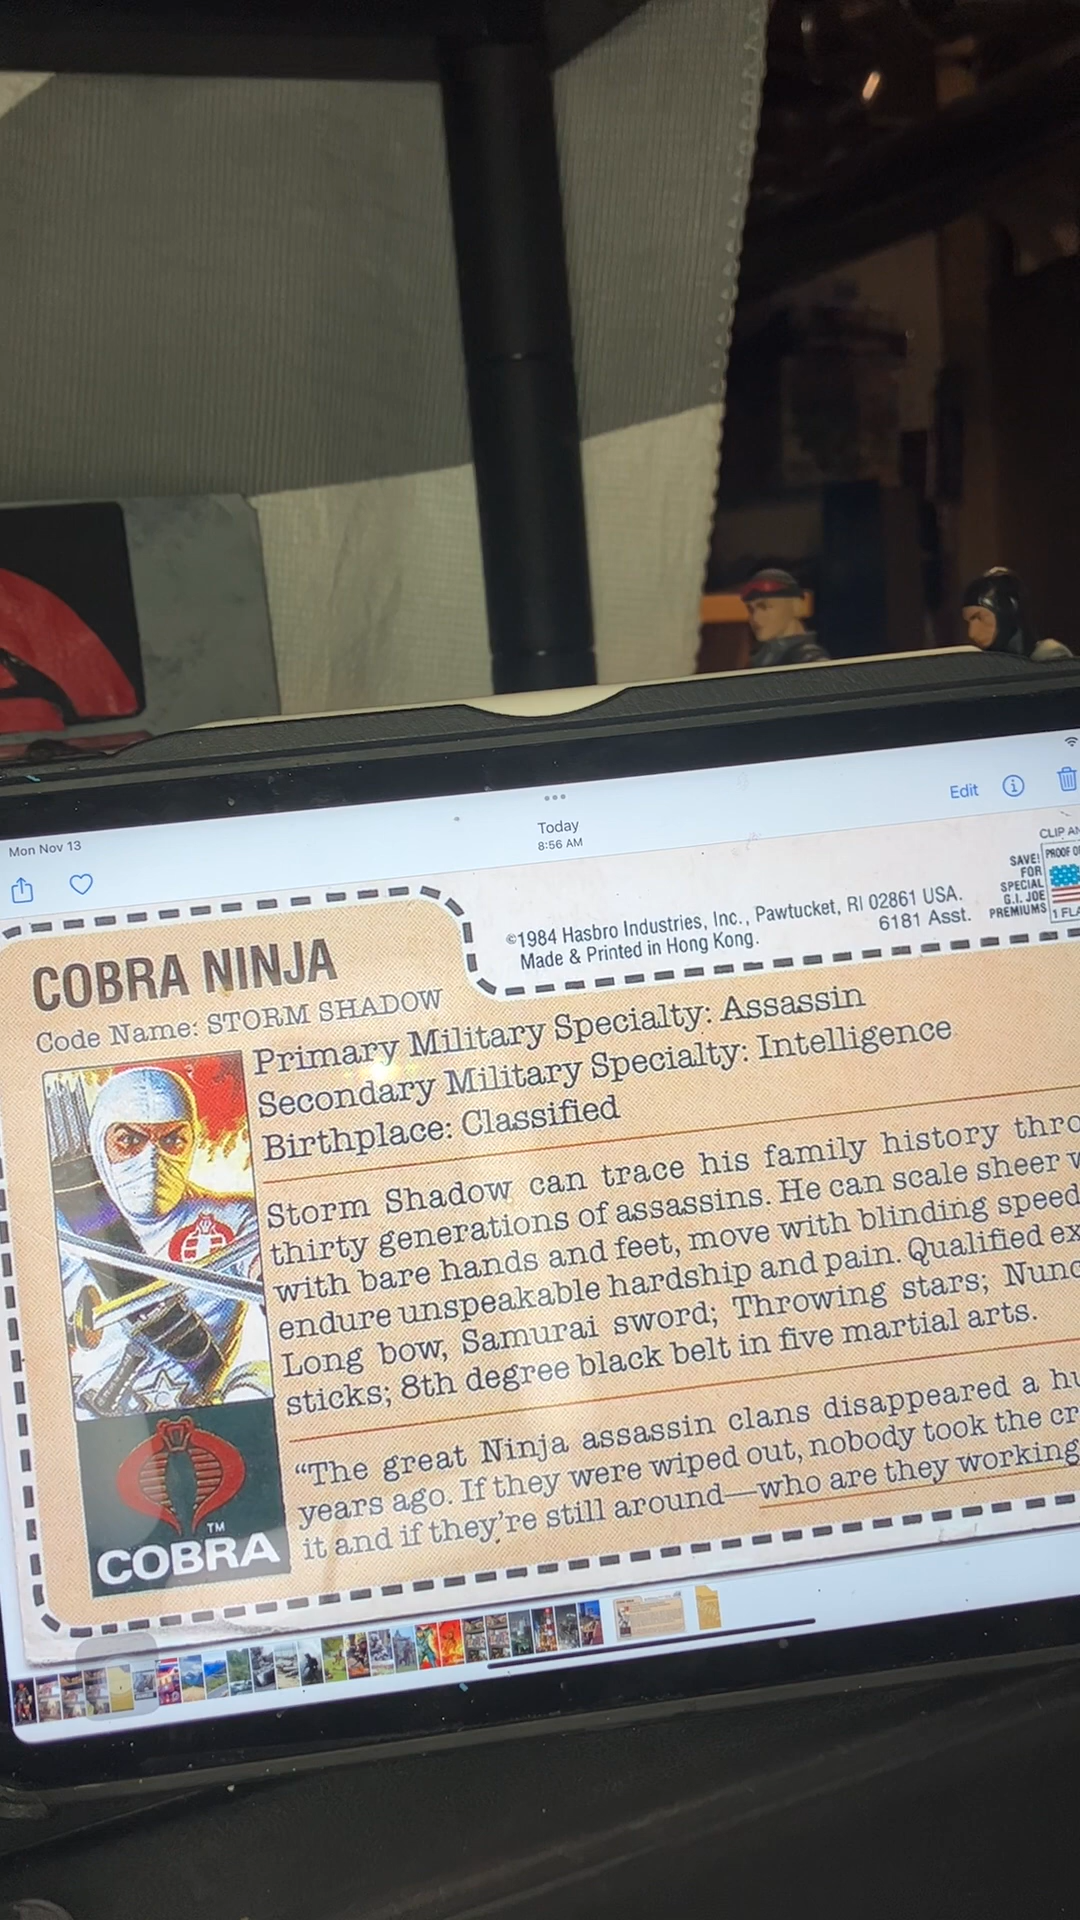 Mon Nov 13
Today
8:56 AM
Edit
CLIP
SAVE!
FOR
SPECIAL
G.I. JOE
PREMIUMS
PROOF
1
©1984 Hasbro Industries, Inc., Pawtucket, RI 02861 USA.
Made & Printed in Hong Kong.
6181 Asst.
COBRA NINJA
Code Name: STORM SHADOW
Primary Military Specialty: Assassin
Secondary Military Specialty: Intelligence
Birthplace: Classified
Storm Shadow can trace his family history
thirty generations of assassins. He can scale sheer
with bare hands and feet, move with blinding speed
endure unspeakable hardship and pain. Qualified
Long bow, Samurai sword; Throwing stars;
sticks; 8th degree black belt in five martial arts.
“The great Ninja assassin clans disappeared a
years ago. If they were wiped out, nobody took the
it and if they’re still around—who are they working
TM
COBRA